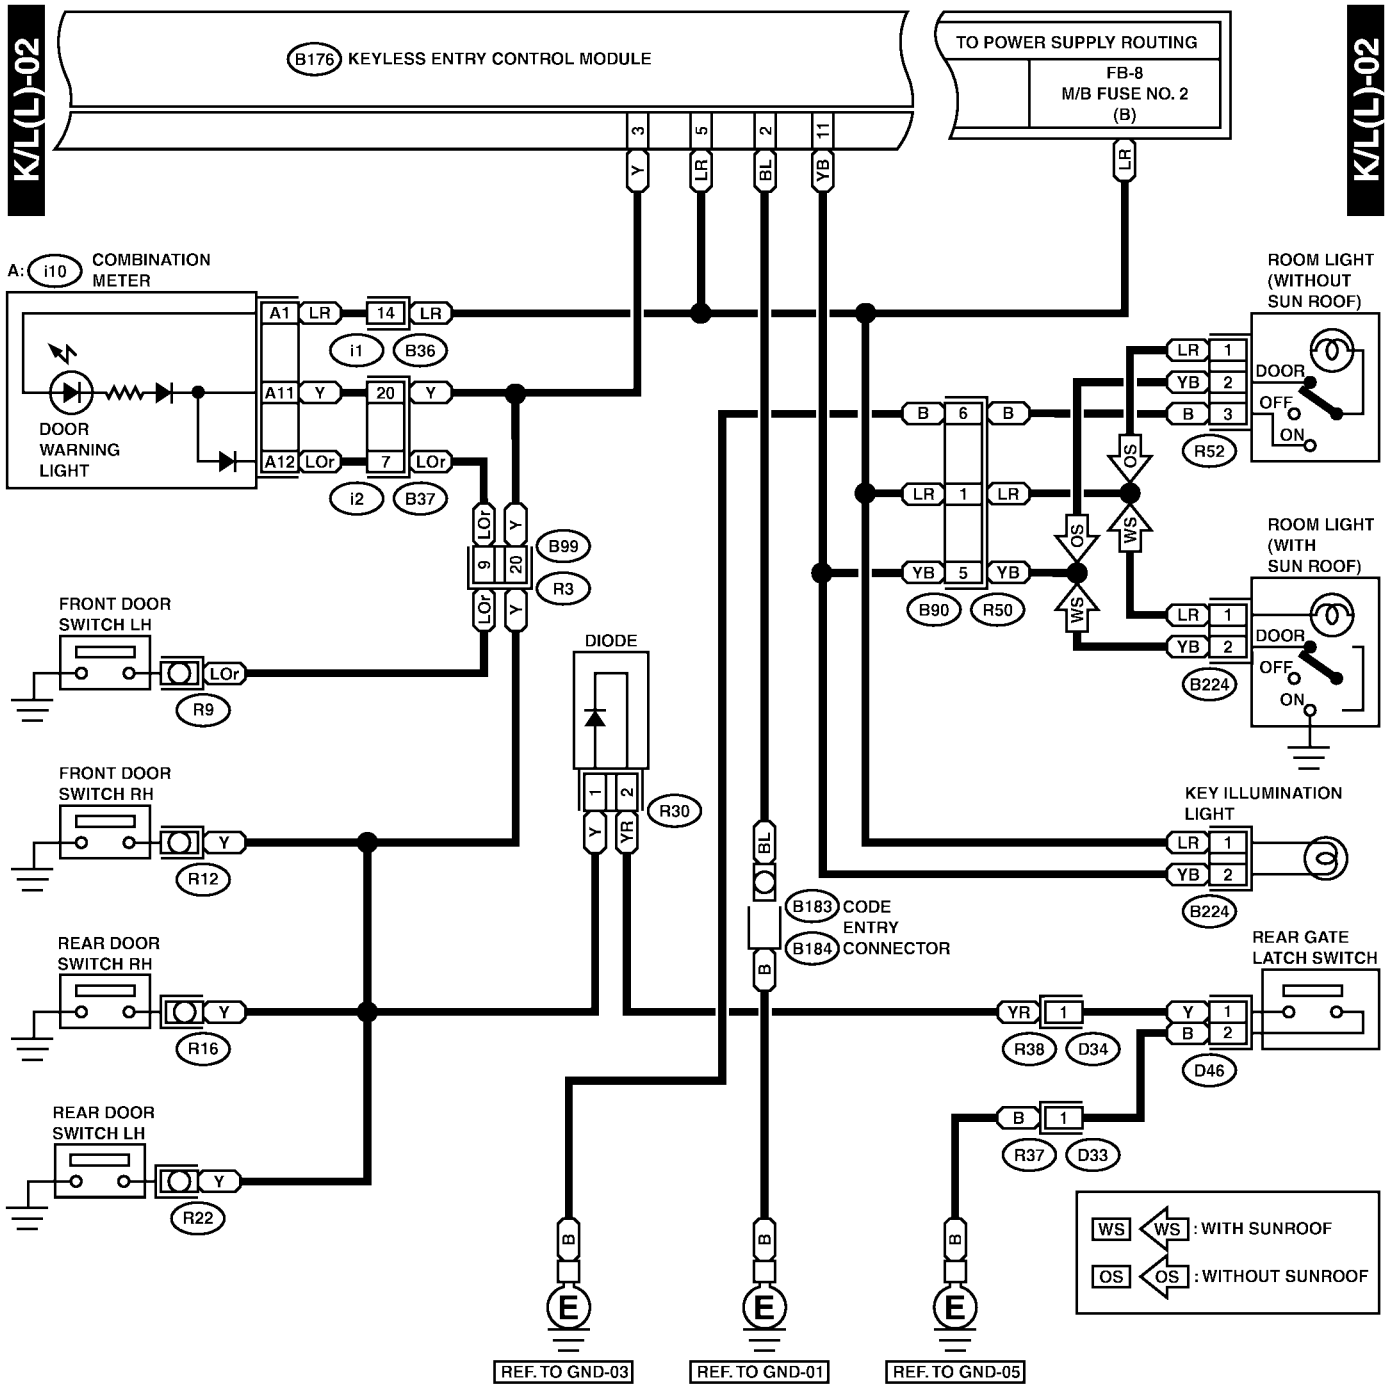 K/L(L)-02
B176 KEYLESS ENTRY CONTROL MODULE
TO POWER SUPPLY ROUTING
FB-8
M/B FUSE NO. 2
(B)
K/L(L)-02
3 5 2 11
Y LR BL YB LR
A: i10 COMBINATION
METER
A1 LR 14 LR
i1 B36
A11 Y 20 Y
DOOR
WARNING
LIGHT
A12 LOr 7 LOr
i2 B37
LOr Y
9 20
B99
R3
LOr Y
ROOM LIGHT
(WITHOUT
SUN ROOF)
LR 1
YB 2
B 3
DOOR
OFF
ON
R52
B 6 B
LR 1 LR
YB 5 YB
B90 R50
OS
WS
OS
WS
ROOM LIGHT
(WITH
SUN ROOF)
LR 1
YB 2
DOOR
OFF
ON
B224
FRONT DOOR
SWITCH LH
LOr
R9
DIODE
1 2
R30
Y YR
FRONT DOOR
SWITCH RH
Y
R12
KEY ILLUMINATION
LIGHT
LR 1
YB 2
B224
BL
B183 CODE
ENTRY
B184 CONNECTOR
B
REAR DOOR
SWITCH RH
Y
R16
REAR GATE
LATCH SWITCH
YR 1 Y 1
B 2
R38 D34
D46
B 1
R37 D33
REAR DOOR
SWITCH LH
Y
R22
B B B
E E E
REF. TO GND-03 REF. TO GND-01 REF. TO GND-05
WS WS : WITH SUNROOF
OS OS : WITHOUT SUNROOF